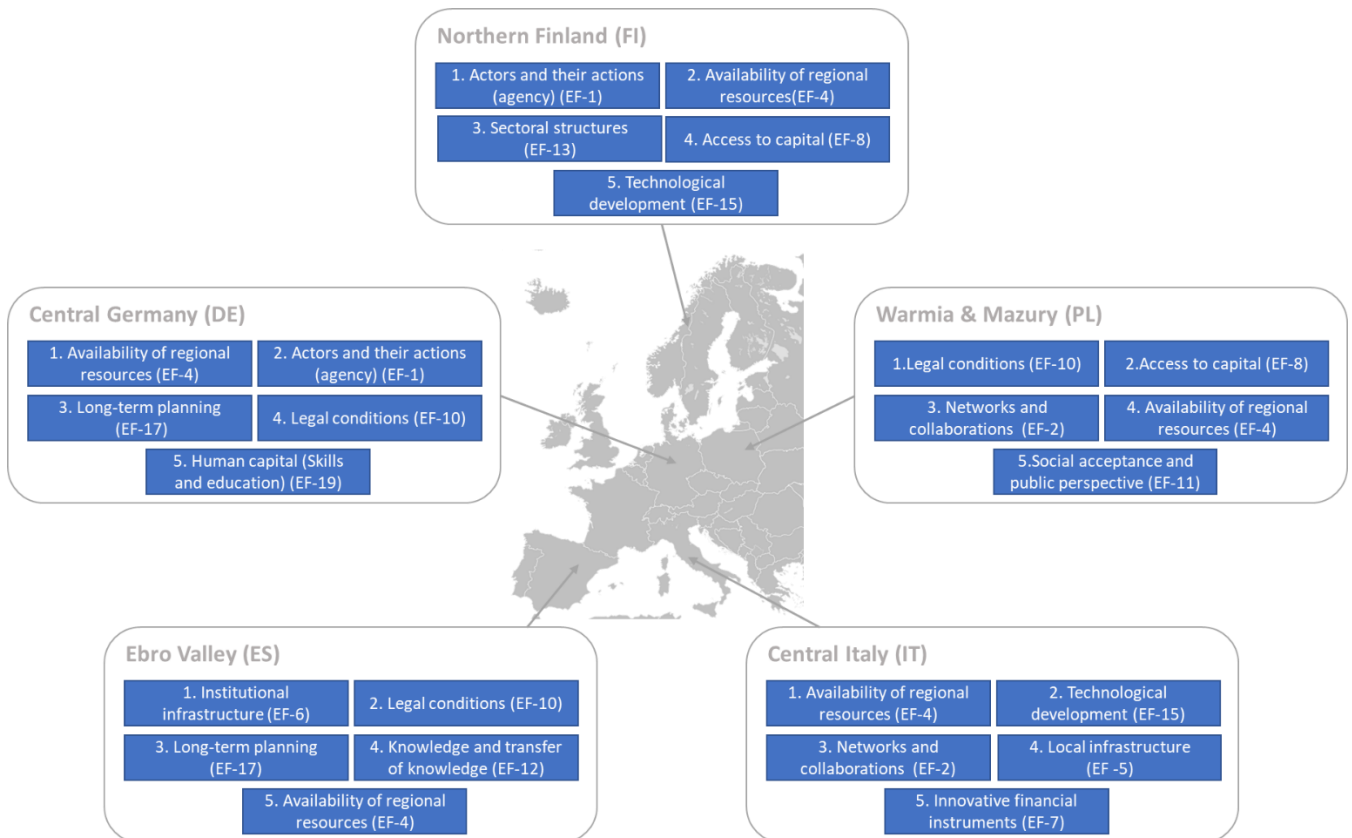 Northern Finland (FI)
1. Actors and their actions
(agency) (EF-1)
2. Availability of regional
resources(EF-4)
3. Sectoral structures
(EF-13)
4. Access to capital (EF-8)
5. Technological
development (EF-15)
Central Germany (DE)
1. Availability of regional
resources (EF-4)
2. Actors and their actions
(agency) (EF-1)
3. Long-term planning
(EF-17)
4. Legal conditions (EF-10)
5. Human capital (Skills
and education) (EF-19)
Warmia & Mazury (PL)
1.Legal conditions (EF-10)
2.Access to capital (EF-8)
3. Networks and
collaborations  (EF-2)
4. Availability of regional
resources (EF-4)
5.Social acceptance and
public perspective (EF-11)
Ebro Valley (ES)
1. Institutional
infrastructure (EF-6)
2. Legal conditions (EF-10)
3. Long-term planning
(EF-17)
4. Knowledge and transfer
of knowledge (EF-12)
5. Availability of regional
resources (EF-4)
Central Italy (IT)
1. Availability of regional
resources (EF-4)
2. Technological
development (EF-15)
3. Networks and
collaborations  (EF-2)
4. Local infrastructure
(EF -5)
5. Innovative financial
instruments (EF-7)